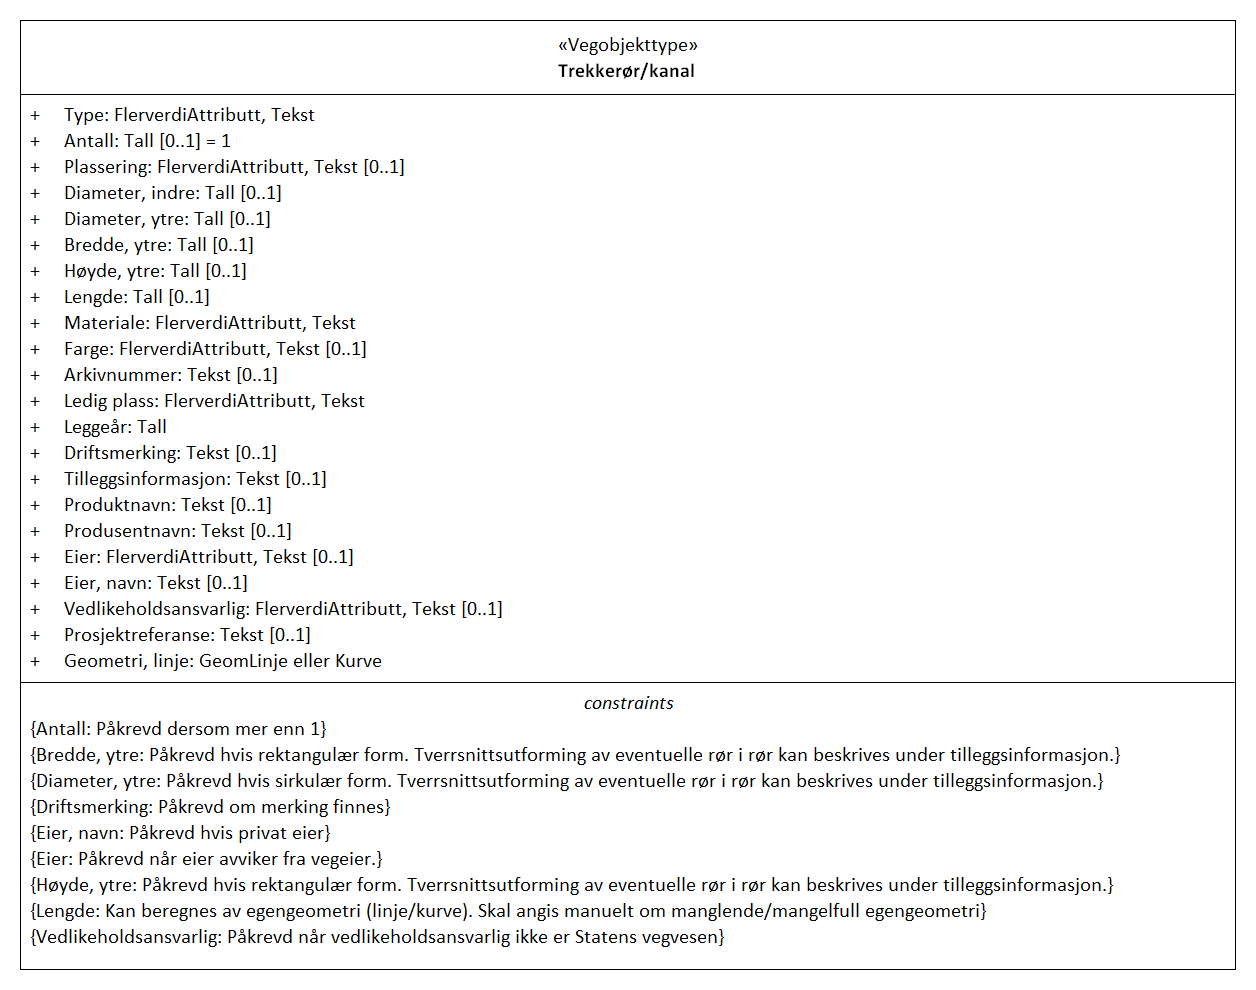 «Vegobjekttype»
Trekkerør/kanal
+ Type: FlerverdiAttributt, Tekst
+ Antall: Tall [0..1] = 1
+ Plassering: FlerverdiAttributt, Tekst [0..1]
+ Diameter, indre: Tall [0..1]
+ Diameter, ytre: Tall [0..1]
+ Bredde, ytre: Tall [0..1]
+ Høyde, ytre: Tall [0..1]
+ Lengde: Tall [0..1]
+ Materiale: FlerverdiAttributt, Tekst
+ Farge: FlerverdiAttributt, Tekst [0..1]
+ Arkivnummer: Tekst [0..1]
+ Ledig plass: FlerverdiAttributt, Tekst
+ Leggeår: Tall
+ Driftsmerking: Tekst [0..1]
+ Tilleggsinformasjon: Tekst [0..1]
+ Produktnavn: Tekst [0..1]
+ Produsentnavn: Tekst [0..1]
+ Eier: FlerverdiAttributt, Tekst [0..1]
+ Eier, navn: Tekst [0..1]
+ Vedlikeholdsansvarlig: FlerverdiAttributt, Tekst [0..1]
+ Prosjektreferanse: Tekst [0..1]
+ Geometri, linje: GeomLinje eller Kurve
constraints
{Antall: Påkrevd dersom mer enn 1}
{Bredde, ytre: Påkrevd hvis rektangulær form. Tverrsnittsutforming av eventuelle rør i rør kan beskrives under tilleggsinformasjon.}
{Diameter, ytre: Påkrevd hvis sirkulær form. Tverrsnittsutforming av eventuelle rør i rør kan beskrives under tilleggsinformasjon.}
{Driftsmerking: Påkrevd om merking finnes}
{Eier, navn: Påkrevd hvis privat eier}
{Eier: Påkrevd når eier avviker fra vegeier.}
{Høyde, ytre: Påkrevd hvis rektangulær form. Tverrsnittsutforming av eventuelle rør i rør kan beskrives under tilleggsinformasjon.}
{Lengde: Kan beregnes av egengeometri (linje/kurve). Skal angis manuelt om manglende/mangelfull egengeometri}
{Vedlikeholdsansvarlig: Påkrevd når vedlikeholdsansvarlig ikke er Statens vegvesen}